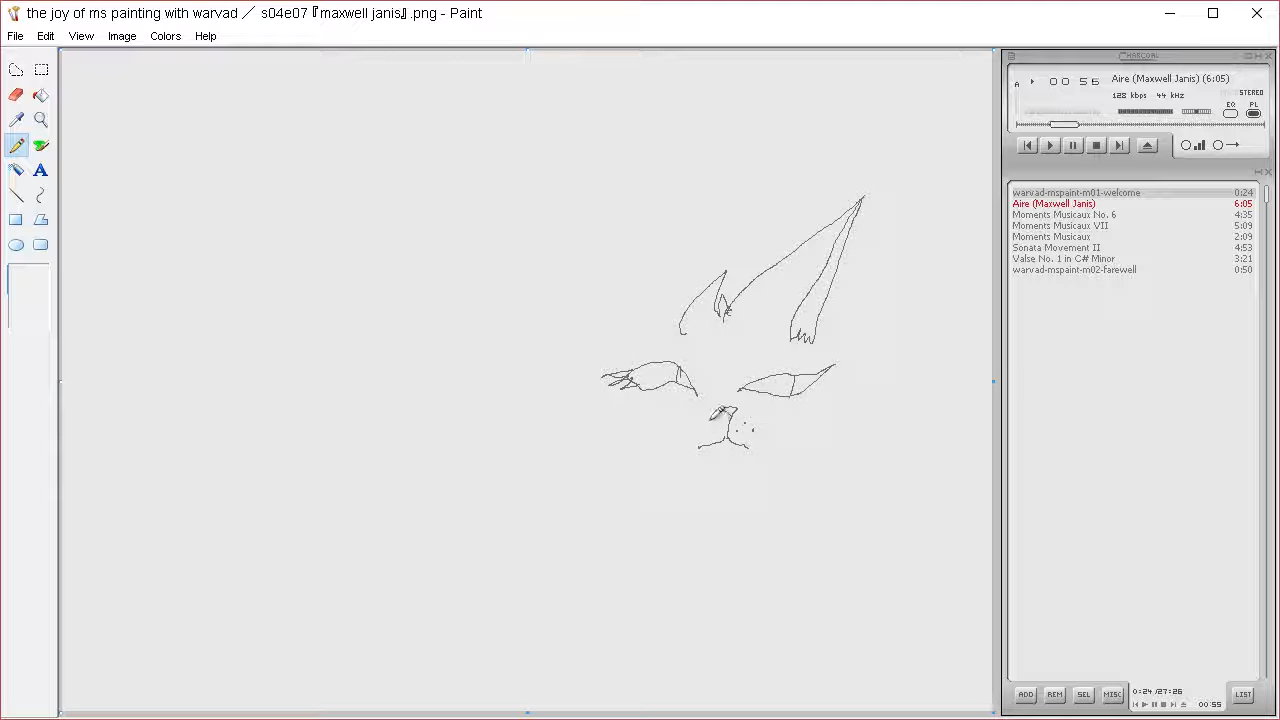 the joy of ms painting with warvad ／ s04e07『maxwell janis』.png - Paint
File Edit View Image Colors Help
CHARCOAL
A 00 56 Aire (Maxwell Janis) (6:05)
128 kbps 44 kHz STEREO
EQ PL
warvad-mspaint-m01-welcome 0:24
Aire (Maxwell Janis) 6:05
Moments Musicaux No. 6 4:35
Moments Musicaux VII 5:09
Moments Musicaux 2:09
Sonata Movement II 4:53
Valse No. 1 in C# Minor 3:21
warvad-mspaint-m02-farewell 0:50
ADD REM SEL MISC 0:24/27:26 LIST
00:55